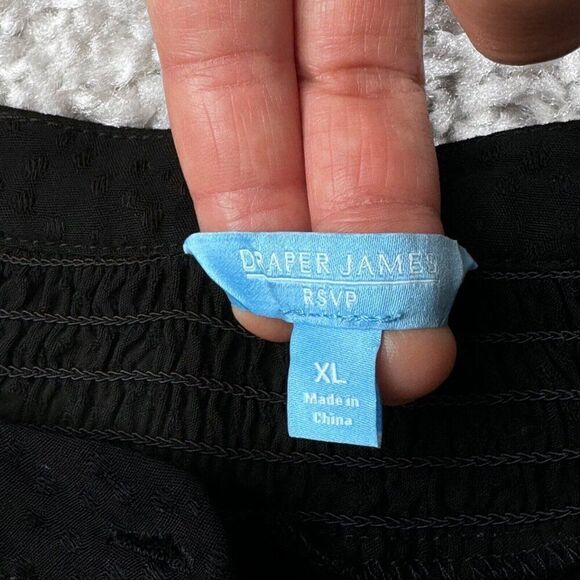 DRAPER JAMES
RSVP
XL
Made in
China